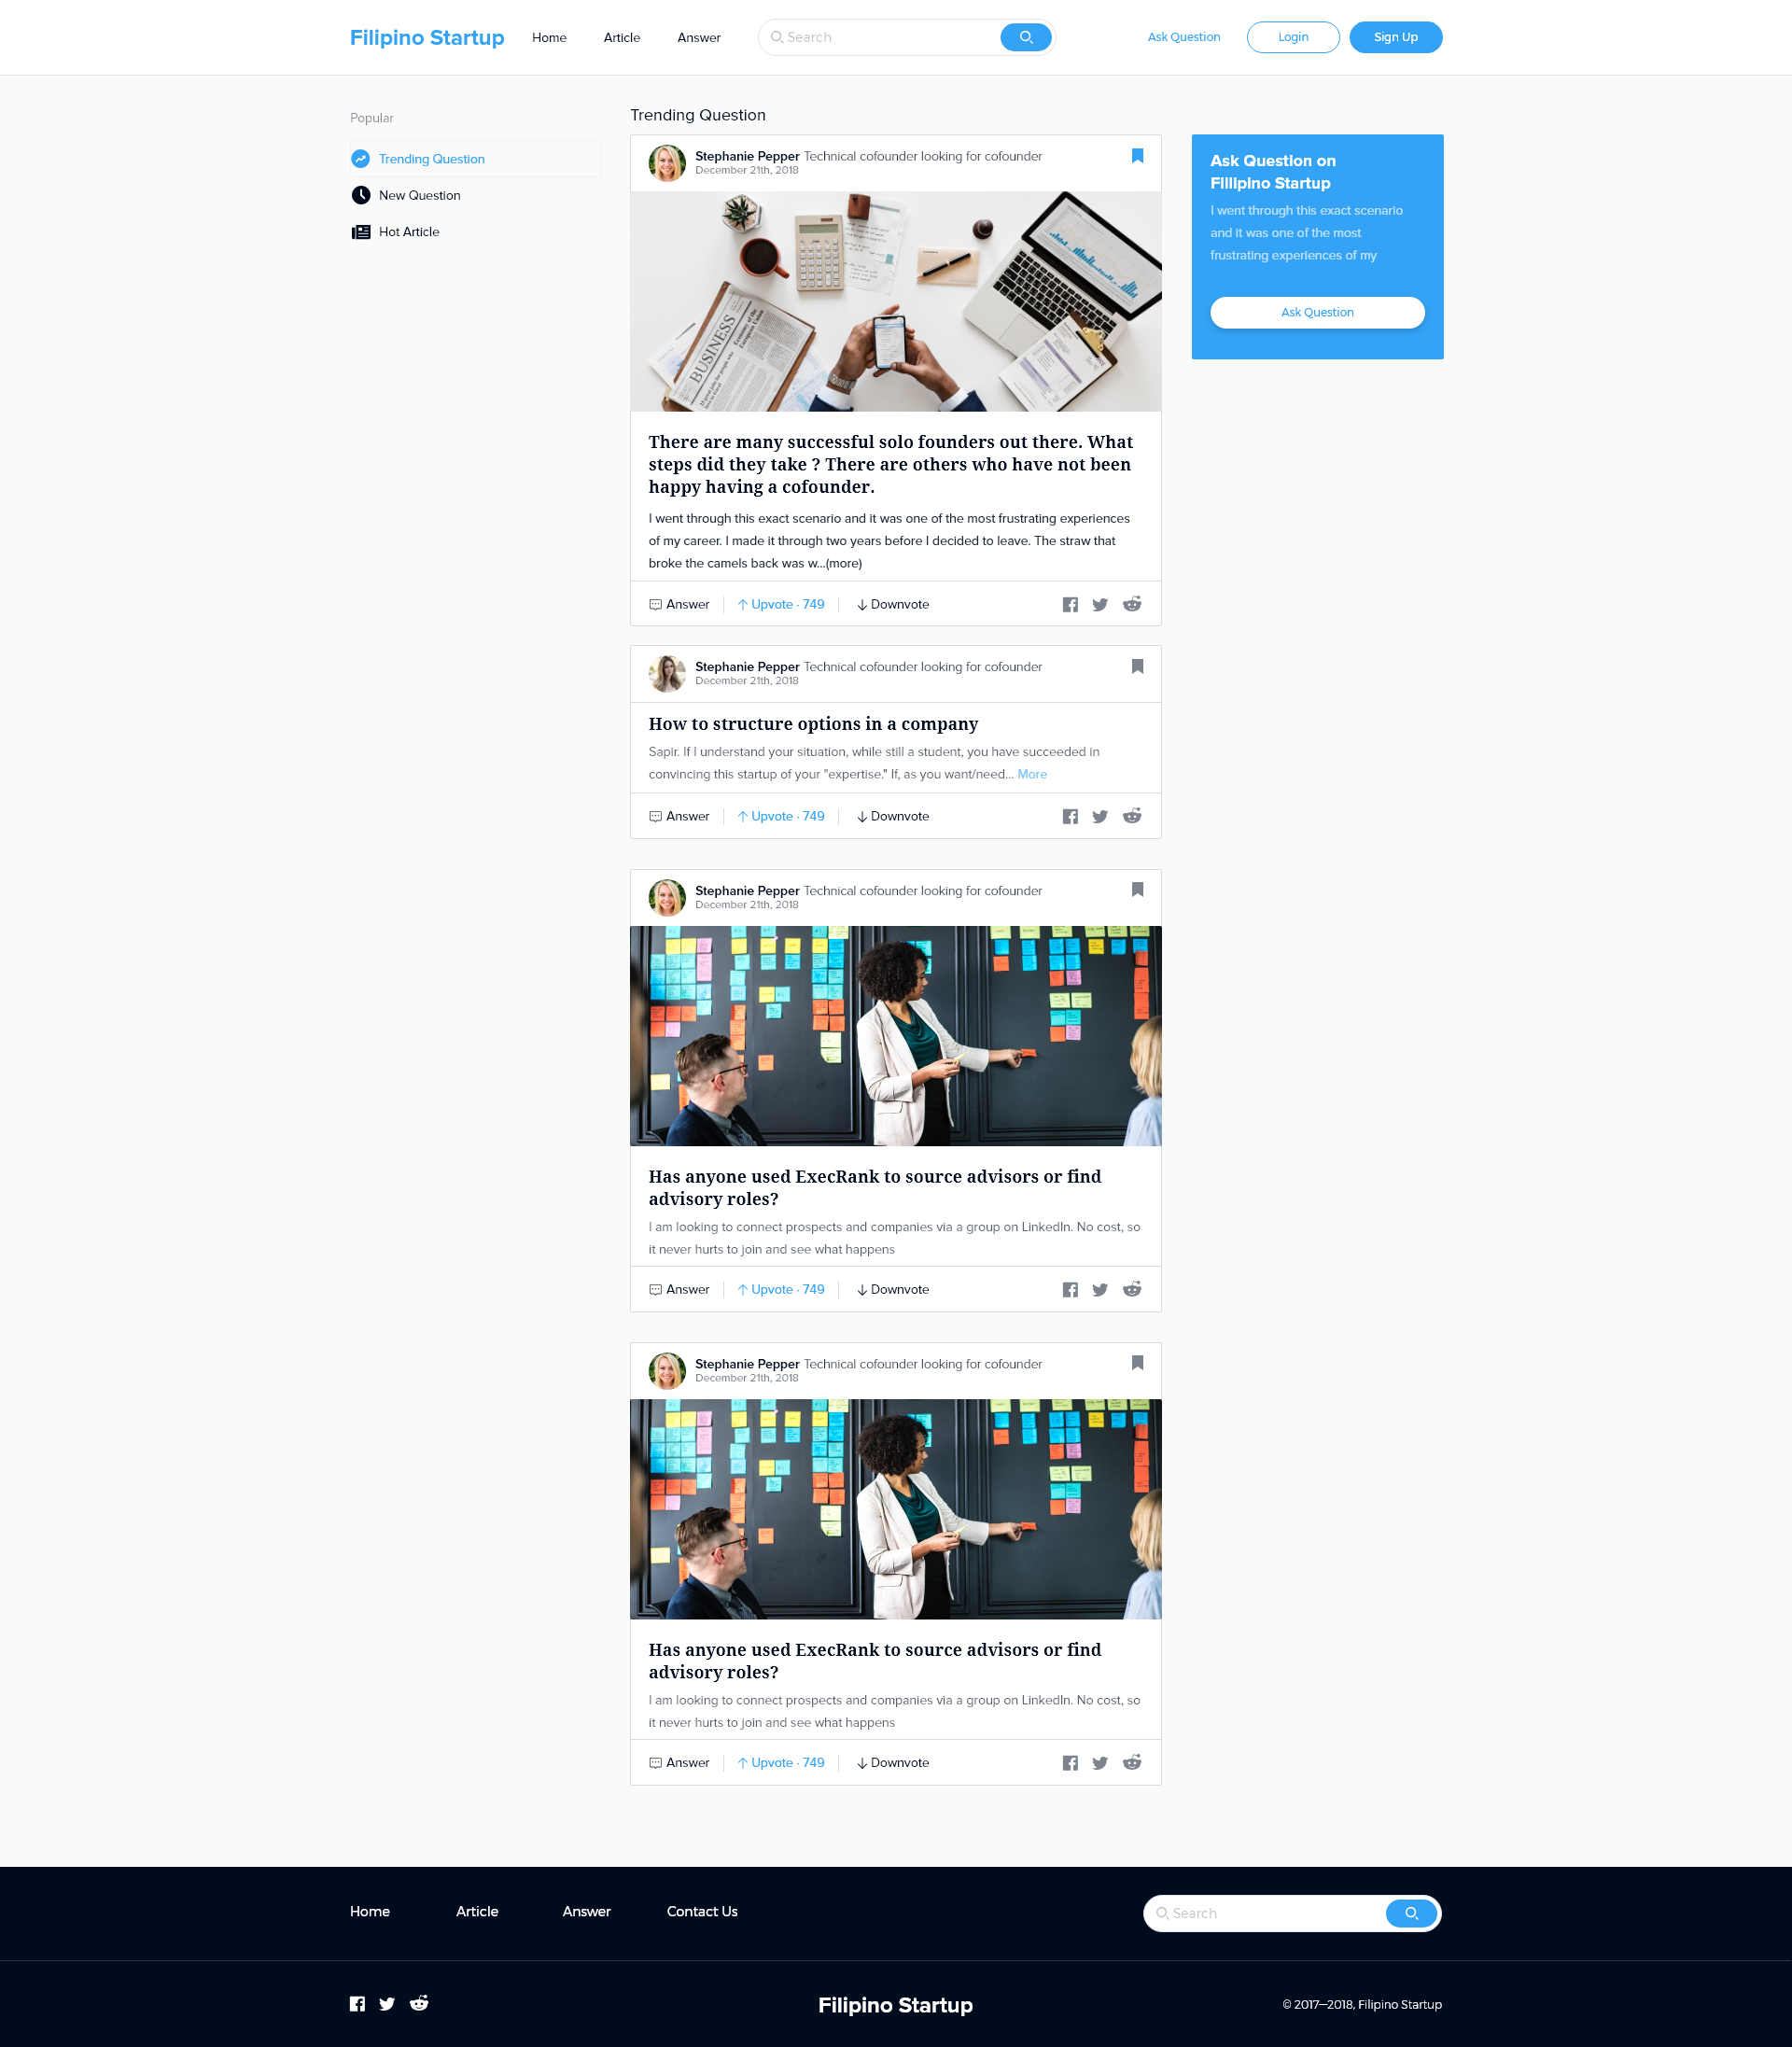 Filipino Startup
Home
Article
Answer
Search
Ask Question
Login
Sign Up
Popular
Trending Question
New Question
Hot Article
Trending Question
Stephanie Pepper Technical cofounder looking for cofounder
December 21th, 2018
BUSINESS
There are many successful solo founders out there. What
steps did they take ? There are others who have not been
happy having a cofounder.
I went through this exact scenario and it was one of the most frustrating experiences
of my career. I made it through two years before I decided to leave. The straw that
broke the camels back was w...(more)
Answer
Upvote · 749
Downvote
Ask Question on
Fillipino Startup
I went through this exact scenario
and it was one of the most
frustrating experiences of my
Ask Question
Stephanie Pepper Technical cofounder looking for cofounder
December 21th, 2018
How to structure options in a company
Sapir. If I understand your situation, while still a student, you have succeeded in
convincing this startup of your "expertise." If, as you want/need... More
Answer
Upvote · 749
Downvote
Stephanie Pepper Technical cofounder looking for cofounder
December 21th, 2018
Has anyone used ExecRank to source advisors or find
advisory roles?
I am looking to connect prospects and companies via a group on LinkedIn. No cost, so
it never hurts to join and see what happens
Answer
Upvote · 749
Downvote
Stephanie Pepper Technical cofounder looking for cofounder
December 21th, 2018
Has anyone used ExecRank to source advisors or find
advisory roles?
I am looking to connect prospects and companies via a group on LinkedIn. No cost, so
it never hurts to join and see what happens
Answer
Upvote · 749
Downvote
Home
Article
Answer
Contact Us
Search
Filipino Startup
© 2017—2018, Filipino Startup